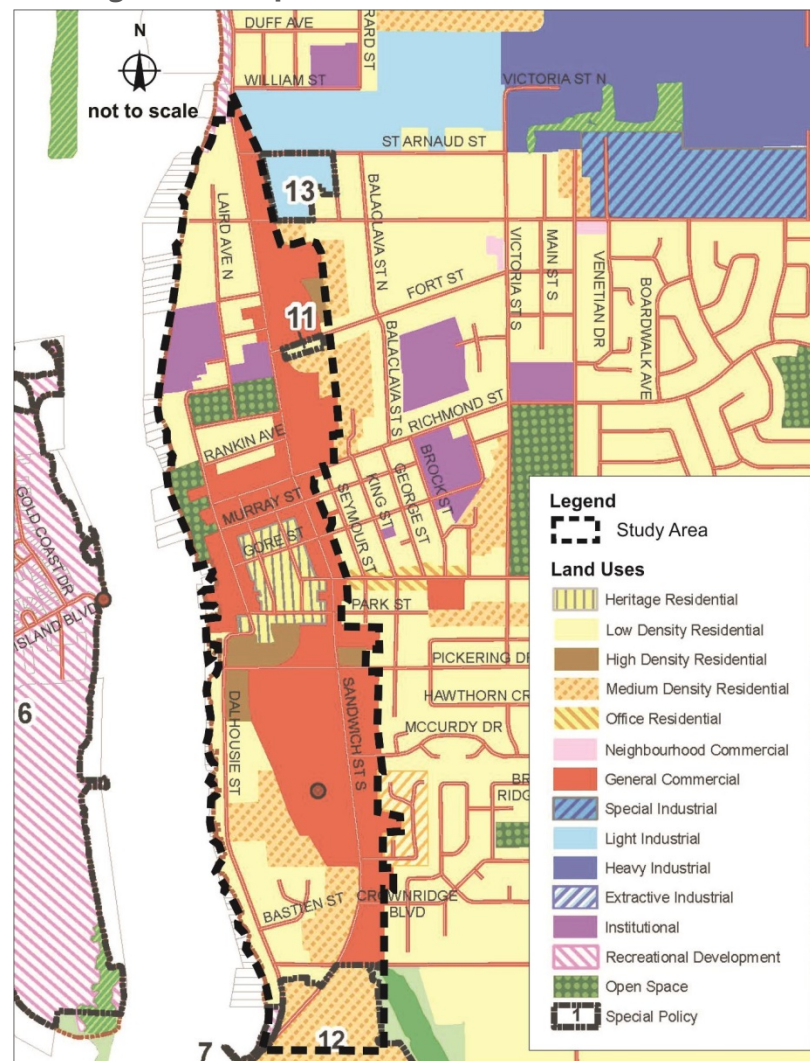 N
not to scale
DUFF AVE
WILLIAM ST
VICTORIA ST N
ST ARNAUD ST
13
LAIRD AVE N
BALACLAVA ST N
FORT ST
VICTORIA ST S
MAIN ST S
VENETIAN DR
BOARDWALK AVE
11
BALACLAVA ST S
RICHMOND ST
RANKIN AVE
BROCK ST
MURRAY ST
SEYMOUR ST
KING ST
GEORGE ST
GORE ST
GOLD COAST DR
ISLAND BLVD
PARK ST
PICKERING DR
6
DALHOUSIE ST
SANDWICH ST S
HAWTHORN CR
MCCURDY DR
BR
RIDG
BASTIEN ST
CROWNRIDGE
BLVD
12
7
Legend
Study Area
Land Uses
Heritage Residential
Low Density Residential
High Density Residential
Medium Density Residential
Office Residential
Neighbourhood Commercial
General Commercial
Special Industrial
Light Industrial
Heavy Industrial
Extractive Industrial
Institutional
Recreational Development
Open Space
1
Special Policy